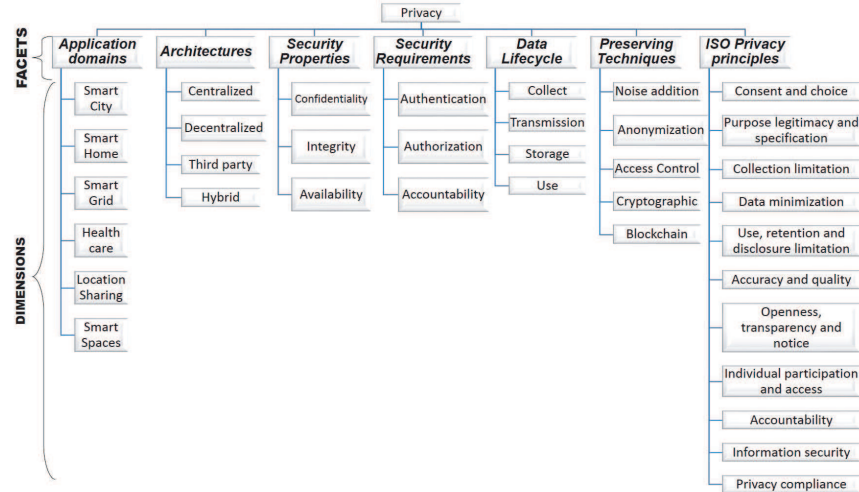 Privacy
FACETS
Application
domains
Architectures
Security
Properties
Security
Requirements
Data
Lifecycle
Preserving
Techniques
ISO Privacy
principles
DIMENSIONS
Smart
City
Smart
Home
Smart
Grid
Health
care
Location
Sharing
Smart
Spaces
Centralized
Decentralized
Third party
Hybrid
Confidentiality
Integrity
Availability
Authentication
Authorization
Accountability
Collect
Transmission
Storage
Use
Noise addition
Anonymization
Access Control
Cryptographic
Blockchain
Consent and choice
Purpose legitimacy and
specification
Collection limitation
Data minimization
Use, retention and
disclosure limitation
Accuracy and quality
Openness,
transparency and
notice
Individual participation
and access
Accountability
Information security
Privacy compliance